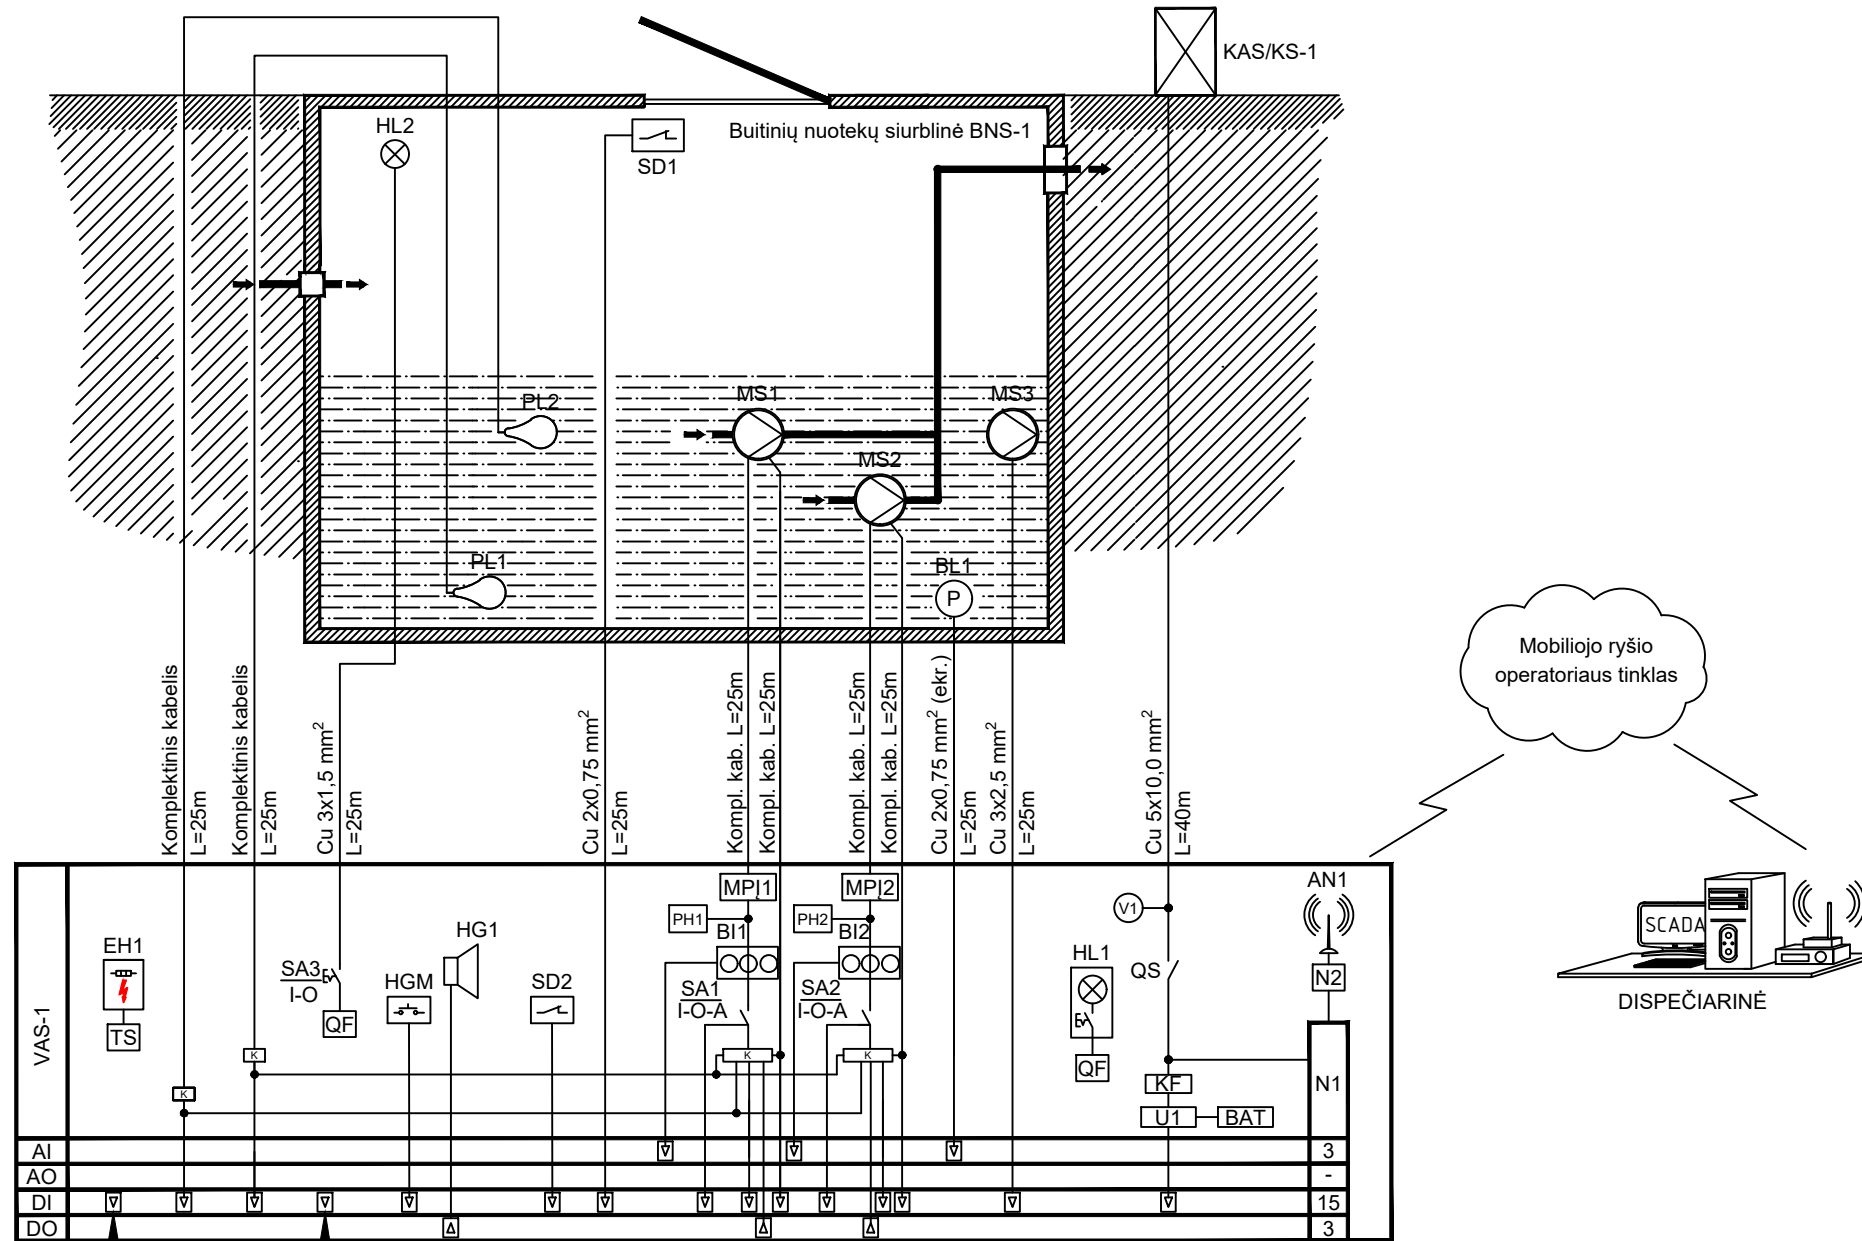 KAS/KS-1
HL2
SD1
Buitinių nuotekų siurblinė BNS-1
PL2
MS1
MS3
MS2
PL1
BL1
P
Mobiliojo ryšio
operatoriaus tinklas
Komplektinis kabelis
L=25m
Komplektinis kabelis
L=25m
Cu 3x1,5 mm²
L=25m
Cu 2x0,75 mm²
L=25m
Kompl. kab. L=25m
Kompl. kab. L=25m
Kompl. kab. L=25m
Kompl. kab. L=25m
Cu 2x0,75 mm² (ekr.)
L=25m
Cu 3x2,5 mm²
L=25m
Cu 5x10,0 mm²
L=40m
VAS-1
EH1
TS
SA3
I-O
QF
HGM
HG1
SD2
MPĮ1
PH1
BI1
SA1
I-O-A
K
MPĮ2
PH2
BI2
SA2
I-O-A
K
K
K
V1
HL1
QF
QS
KF
U1
BAT
AN1
N2
N1
SCADA
DISPEČIARINĖ
AI
3
AO
-
DI
15
DO
3